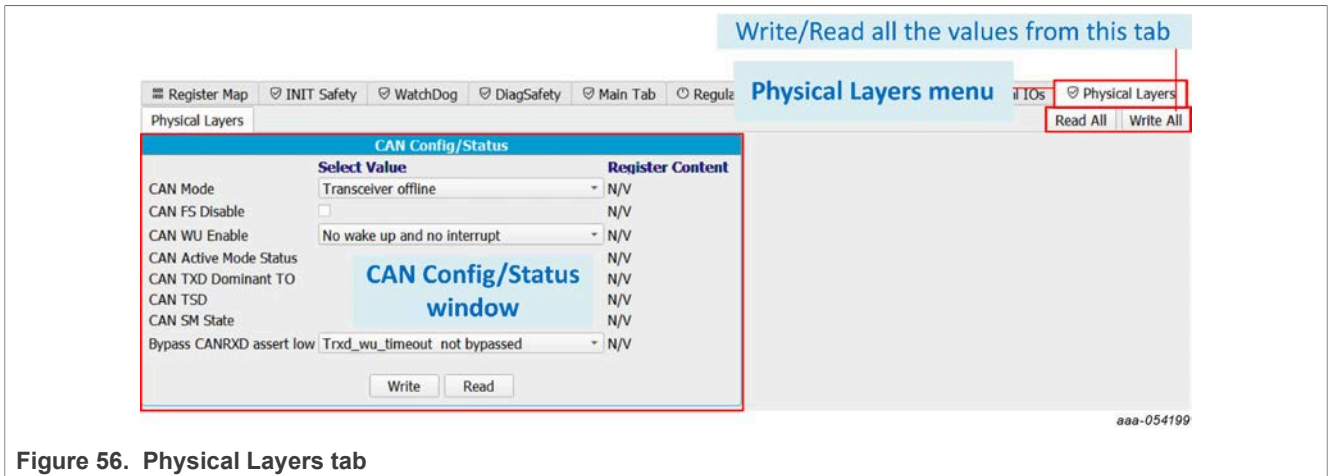 Write/Read all the values from this tab
Register Map INIT Safety WatchDog DiagSafety Main Tab Regula Physical Layers menu IOs Physical Layers
Physical Layers Read All Write All
CAN Config/Status
Select Value Register Content
CAN Mode Transceiver offline N/V
CAN FS Disable N/V
CAN WU Enable No wake up and no interrupt N/V
CAN Active Mode Status N/V
CAN TXD Dominant TO N/V
CAN TSD N/V
CAN SM State N/V
CAN Config/Status
window
Bypass CANRXD assert low Trxd_wu_timeout not bypassed N/V
Write Read
aaa-054199
Figure 56. Physical Layers tab